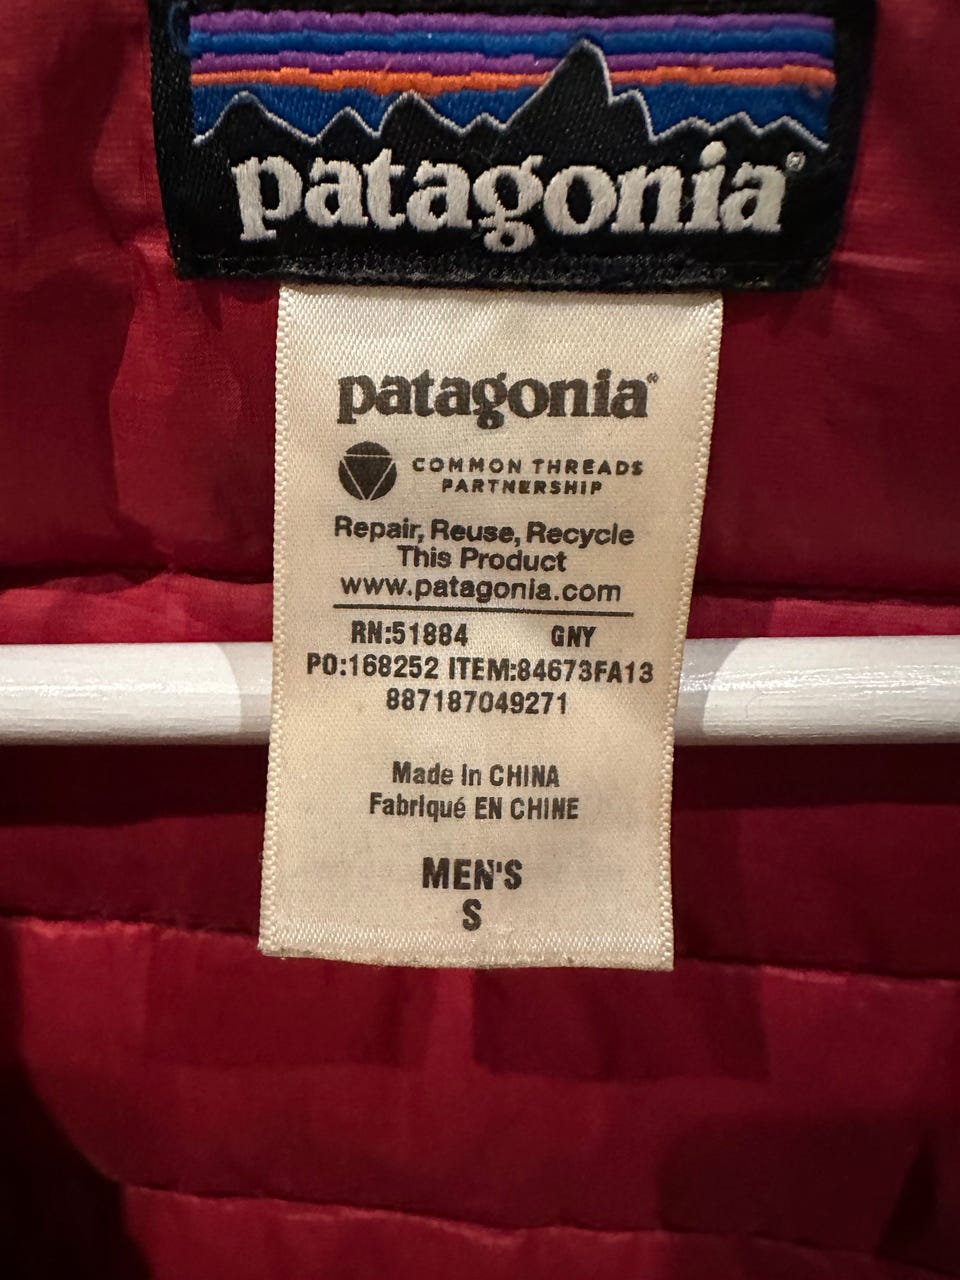 patagonia®
patagonia®
COMMON THREADS
PARTNERSHIP
Repair, Reuse, Recycle
This Product
www.patagonia.com
RN:51884 GNY
PO:168252 ITEM:84673FA13
887187049271
Made in CHINA
Fabriqué EN CHINE
MEN'S
S